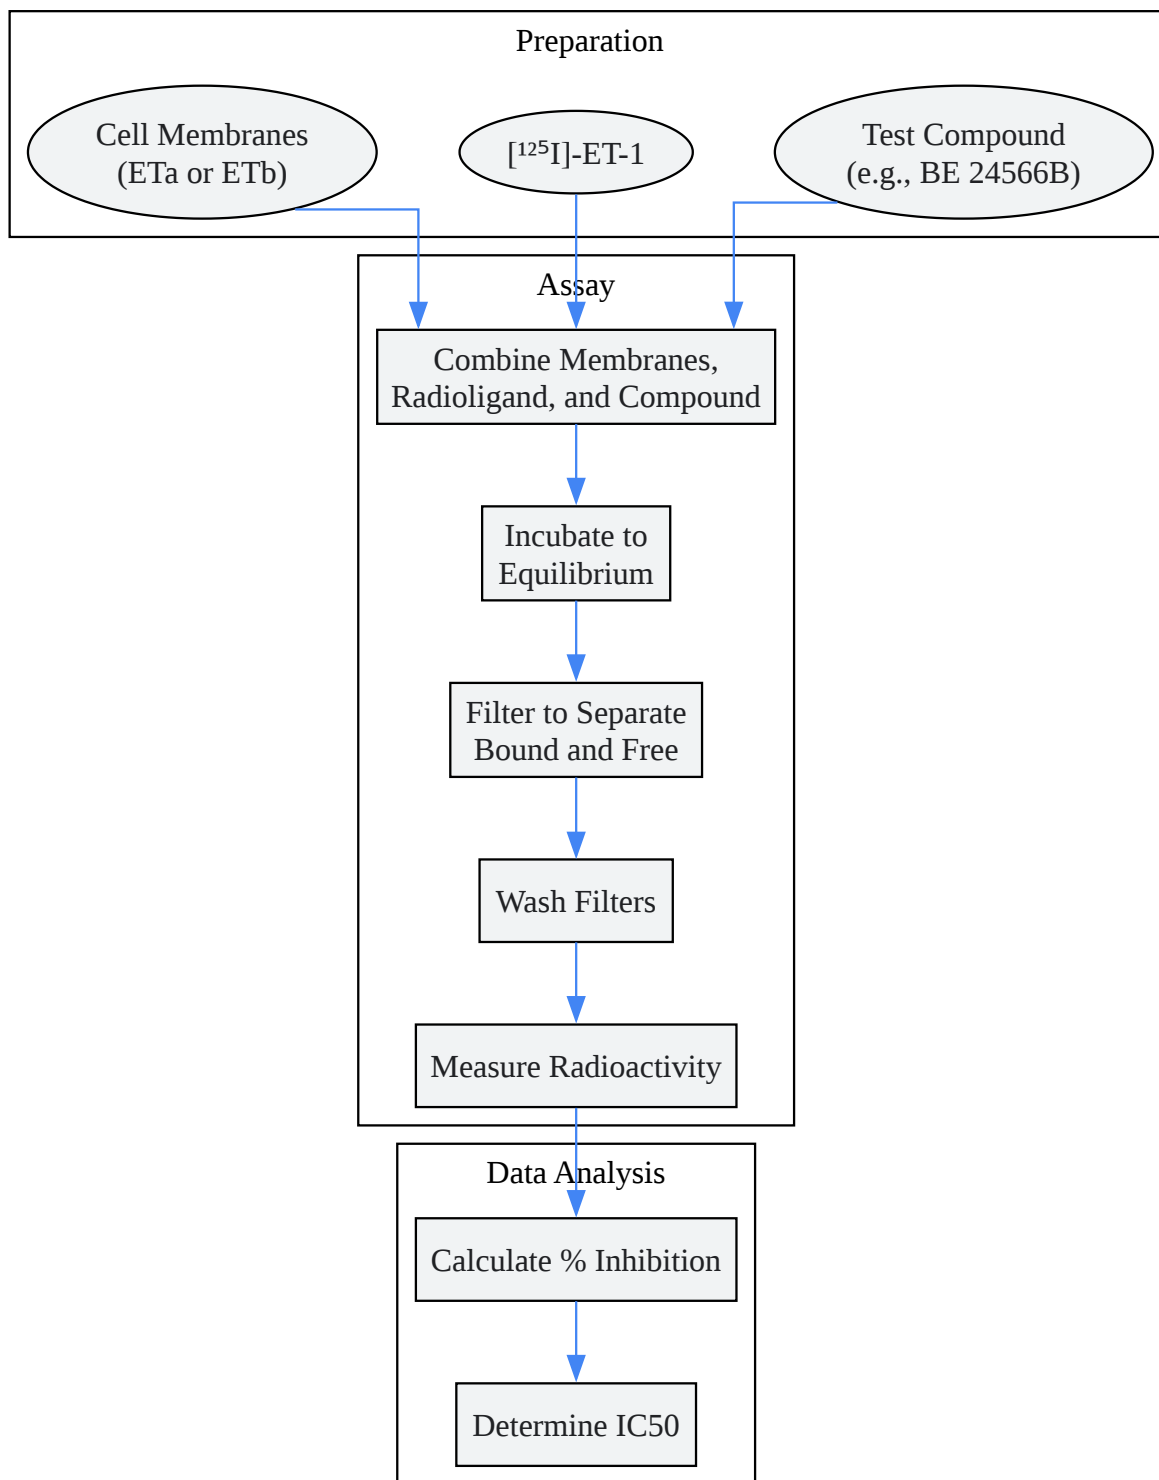 Preparation
Cell Membranes
(ETa or ETb)
[¹²⁵I]-ET-1
Test Compound
(e.g., BE 24566B)
Assay
Combine Membranes,
Radioligand, and Compound
Incubate to
Equilibrium
Filter to Separate
Bound and Free
Wash Filters
Measure Radioactivity
Data Analysis
Calculate % Inhibition
Determine IC50